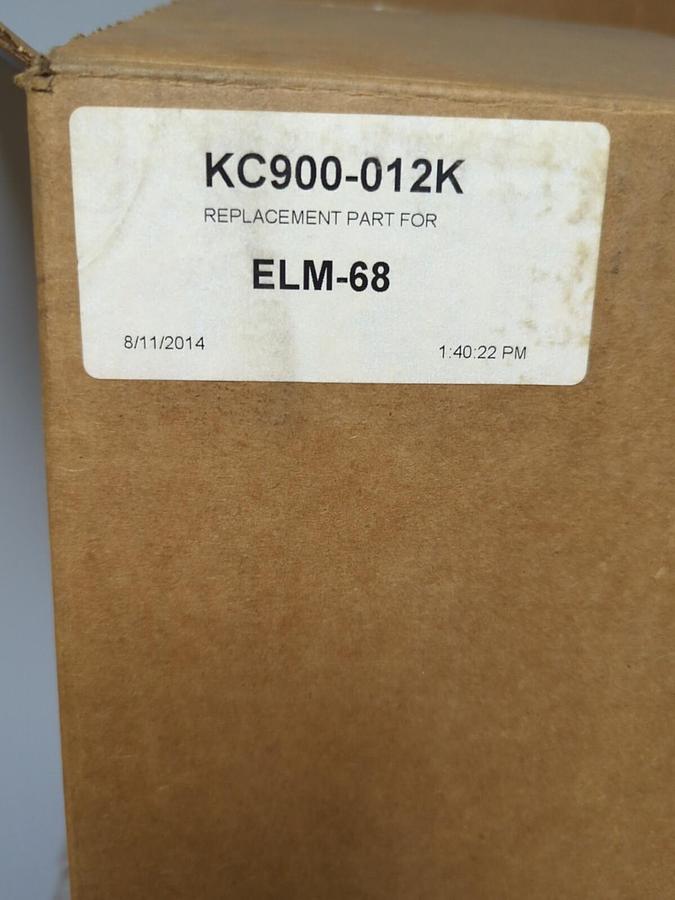 KC900-012K
REPLACEMENT PART FOR
ELM-68
8/11/2014 1:40:22 PM